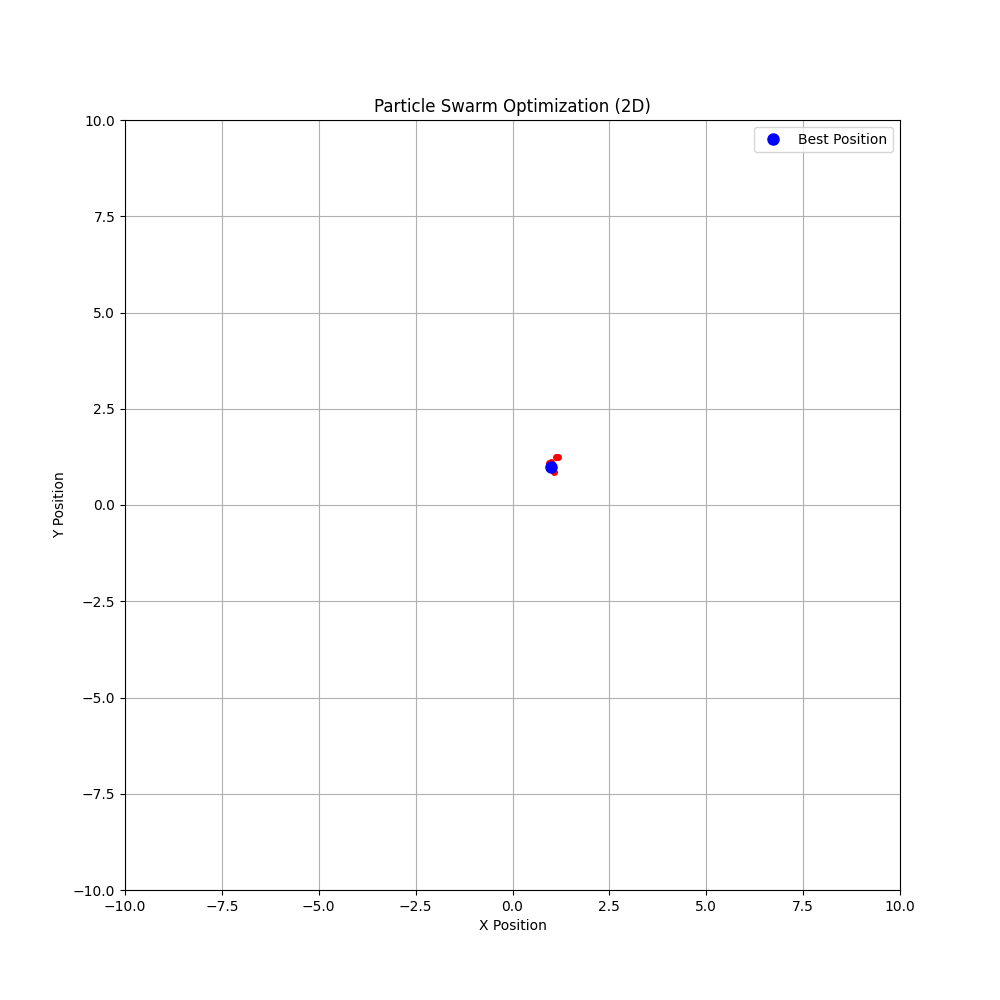 Particle Swarm Optimization (2D)
Best Position
10.0
7.5
5.0
2.5
0.0
−2.5
−5.0
−7.5
−10.0
Y Position
−10.0 −7.5 −5.0 −2.5 0.0 2.5 5.0 7.5 10.0
X Position